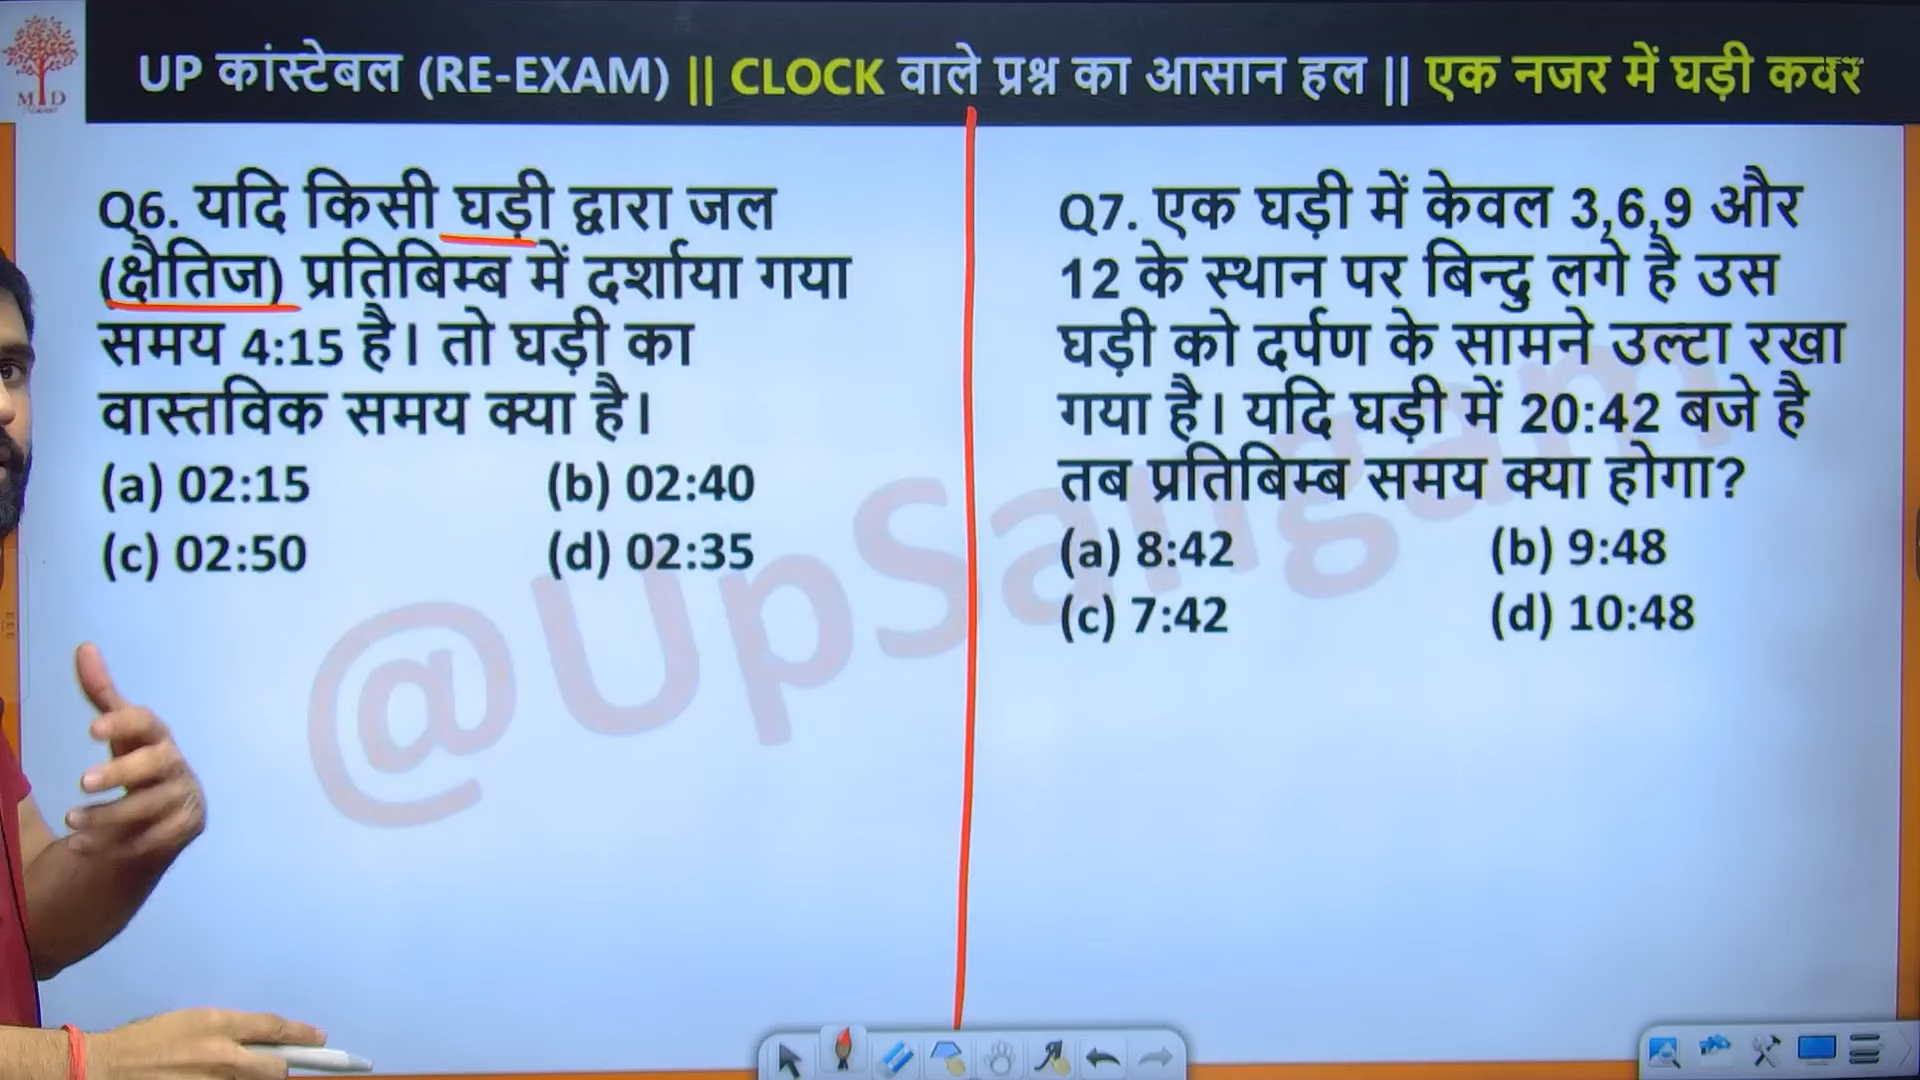 UP कांस्टेबल (RE-EXAM) || CLOCK वाले प्रश्न का आसान हल || एक नजर में घड़ी कवर
M D
Q6. यदि किसी घड़ी द्वारा जल
(क्षैतिज) प्रतिबिम्ब में दर्शाया गया
समय 4:15 है। तो घड़ी का
वास्तविक समय क्या है।
(a) 02:15 (b) 02:40
(c) 02:50 (d) 02:35
Q7. एक घड़ी में केवल 3,6,9 और
12 के स्थान पर बिन्दु लगे है उस
घड़ी को दर्पण के सामने उल्टा रखा
गया है। यदि घड़ी में 20:42 बजे है
तब प्रतिबिम्ब समय क्या होगा?
(a) 8:42 (b) 9:48
(c) 7:42 (d) 10:48
@UpSangam